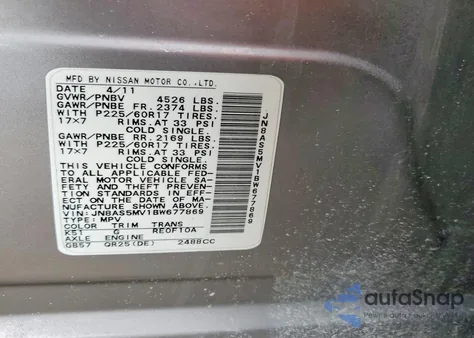 MFD BY NISSAN MOTOR CO.,LTD.
DATE 4/11
GVWR/PNBV 4526 LBS.
GAWR/PNBE FR. 2374 LBS.
WITH P225/60R17 TIRES.
17X7 RIMS.AT 33 PSI
COLD SINGLE.
GAWR/PNBE RR. 2169 LBS.
WITH P225/60R17 TIRES.
17X7 RIMS.AT 33 PSI
COLD SINGLE.
THIS VEHICLE CONFORMS
TO ALL APPLICABLE FED-
ERAL MOTOR VEHICLE SA-
FETY, BUMPER, THEFT PREVEN-
TION STANDARDS IN EFFECT
ON THE DATE OF MA-
NUFACTURE SHOWN ABOVE.
VIN:JN8AS5MV1BW677869
TYPE: MPV
COLOR TRIM TRANS
K51 G RE0F10A
AXLE ENGINE
GB57 QR25(DE) 2488CC
JN8AS5MV1BW677869
autaSnap